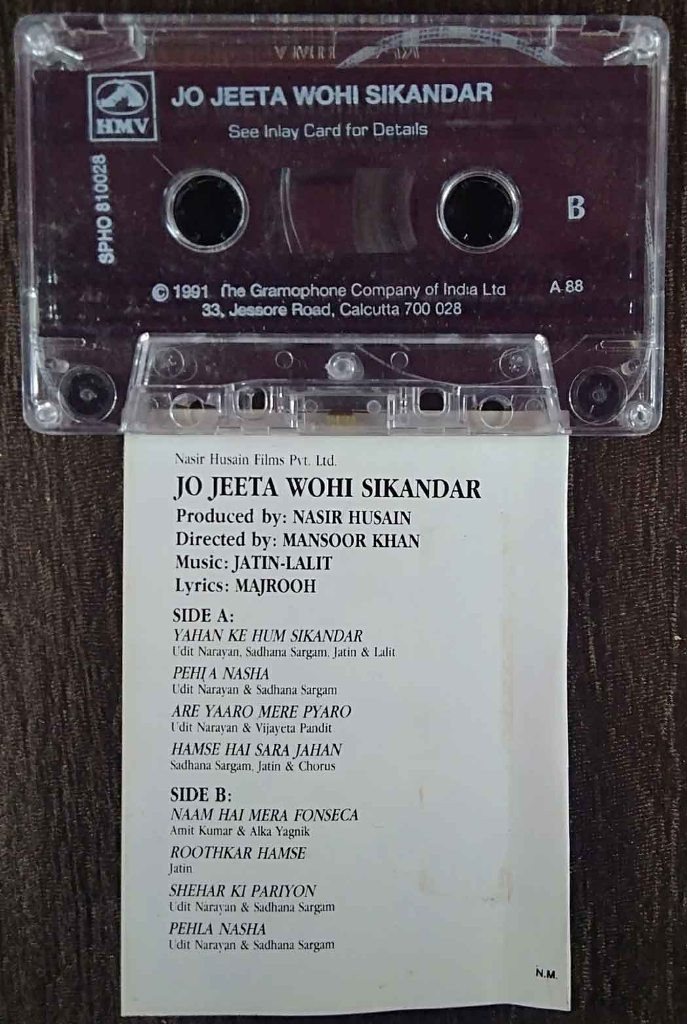 HMV
JO JEETA WOHI SIKANDAR
See Inlay Card for Details
SPHO 810028
B
© 1991 The Gramophone Company of India Ltd
A 88
33, Jessore Road, Calcutta 700 028
Nasir Husain Films Pvt. Ltd.
JO JEETA WOHI SIKANDAR
Produced by: NASIR HUSAIN
Directed by: MANSOOR KHAN
Music: JATIN-LALIT
Lyrics: MAJROOH
SIDE A:
YAHAN KE HUM SIKANDAR
Udit Narayan, Sadhana Sargam, Jatin & Lalit
PEHLA NASHA
Udit Narayan & Sadhana Sargam
ARE YAARO MERE PYARO
Udit Narayan & Vijayeta Pandit
HAMSE HAI SARA JAHAN
Sadhana Sargam, Jatin & Chorus
SIDE B:
NAAM HAI MERA FONSECA
Amit Kumar & Alka Yagnik
ROOTHKAR HAMSE
Jatin
SHEHAR KI PARIYON
Udit Narayan & Sadhana Sargam
PEHLA NASHA
Udit Narayan & Sadhana Sargam
N.M.